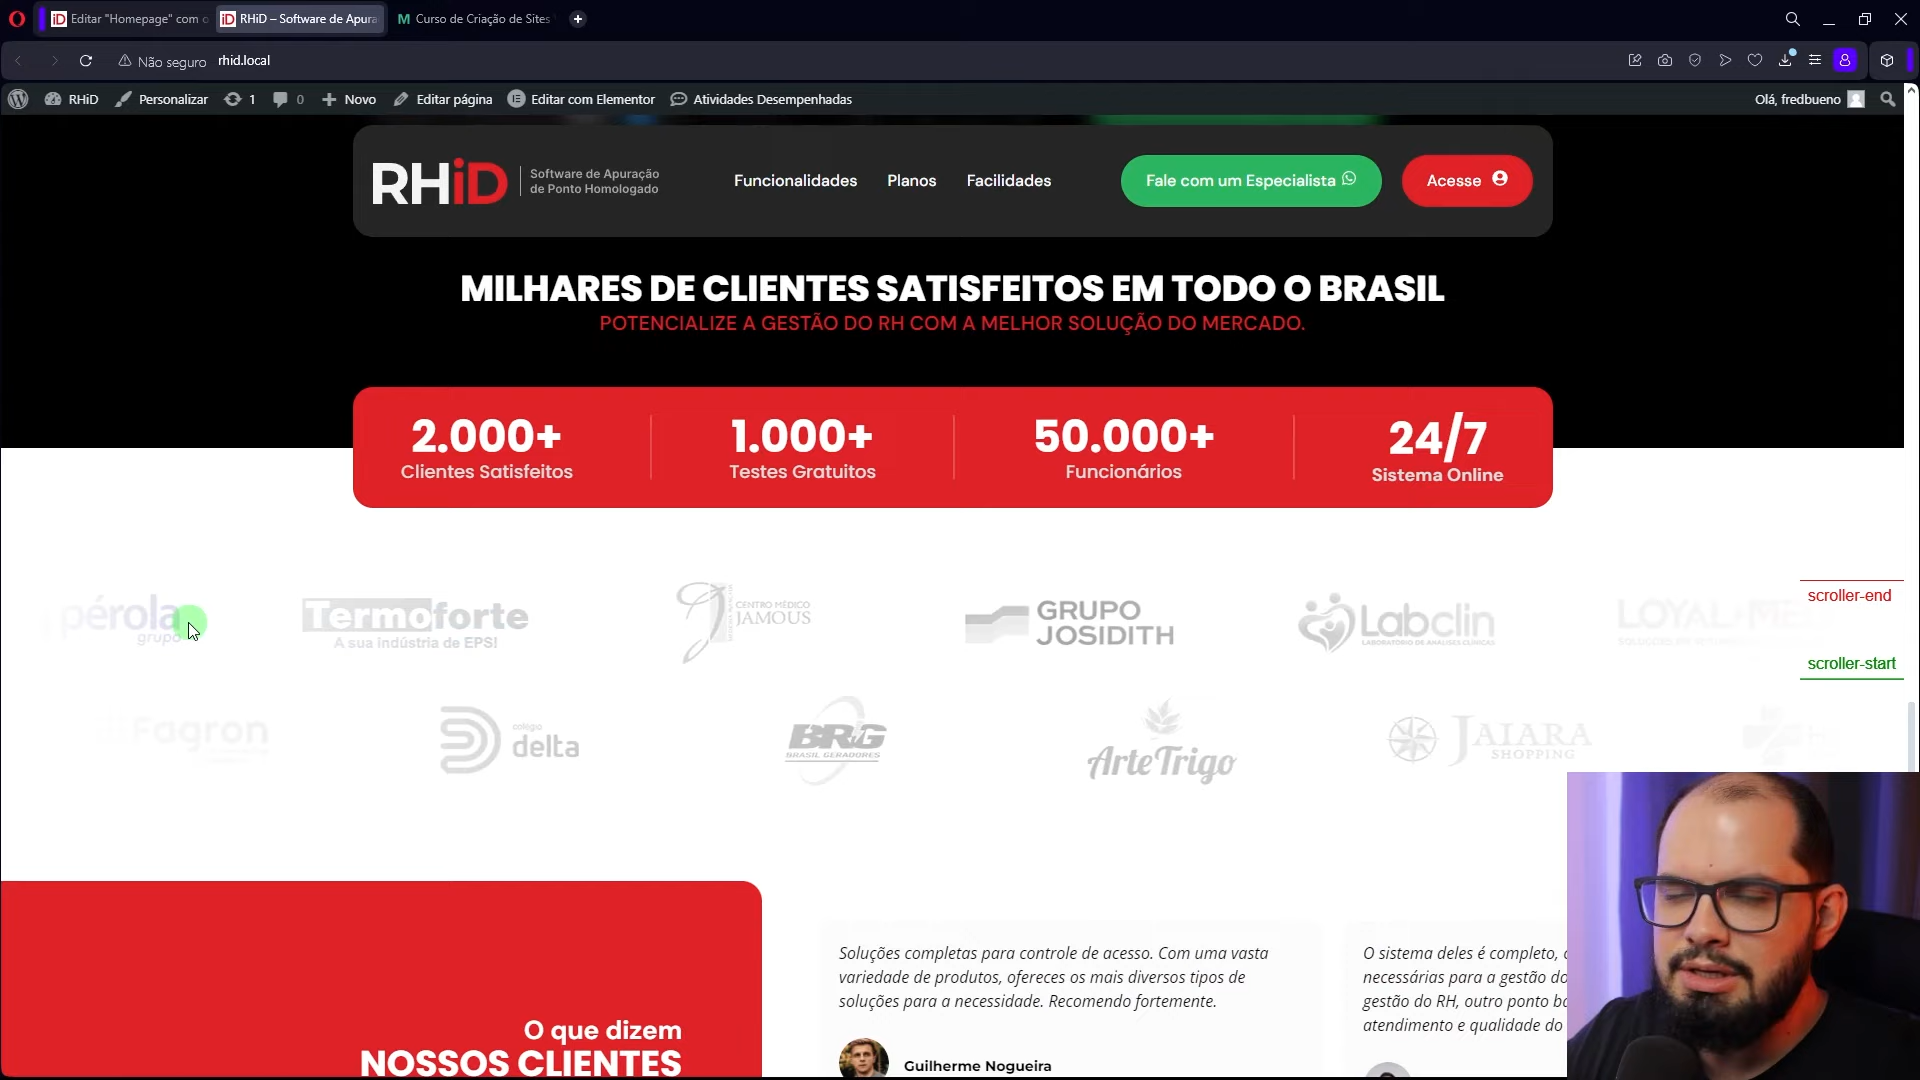 Editar "Homepage" com o
RHiD – Software de Apura
Curso de Criação de Sites
Não seguro rhid.local
RHiD Personalizar 1 0 Novo Editar página Editar com Elementor Atividades Desempenhadas Olá, fredbueno
RHiD Software de Apuração
de Ponto Homologado
Funcionalidades Planos Facilidades Fale com um Especialista Acesse
MILHARES DE CLIENTES SATISFEITOS EM TODO O BRASIL
POTENCIALIZE A GESTÃO DO RH COM A MELHOR SOLUÇÃO DO MERCADO.
2.000+ 1.000+ 50.000+ 24/7
Clientes Satisfeitos Testes Gratuitos Funcionários Sistema Online
pérola
grupo
Termoforte
A sua indústria de EPS!
CENTRO MÉDICO
JAMOUS
GRUPO
JOSIDITH
Labclin
LABORATÓRIO DE ANÁLISES CLÍNICAS
LOYAL
scroller-end
scroller-start
Fagron
colégio
delta
BRG
BRASIL GERADORES
ArteTrigo
JAIARA
SHOPPING
O que dizem
NOSSOS CLIENTES
Soluções completas para controle de acesso. Com uma vasta
variedade de produtos, ofereces os mais diversos tipos de
soluções para a necessidade. Recomendo fortemente.
Guilherme Nogueira
O sistema deles é completo,
necessárias para a gestão do
gestão do RH, outro ponto
atendimento e qualidade do